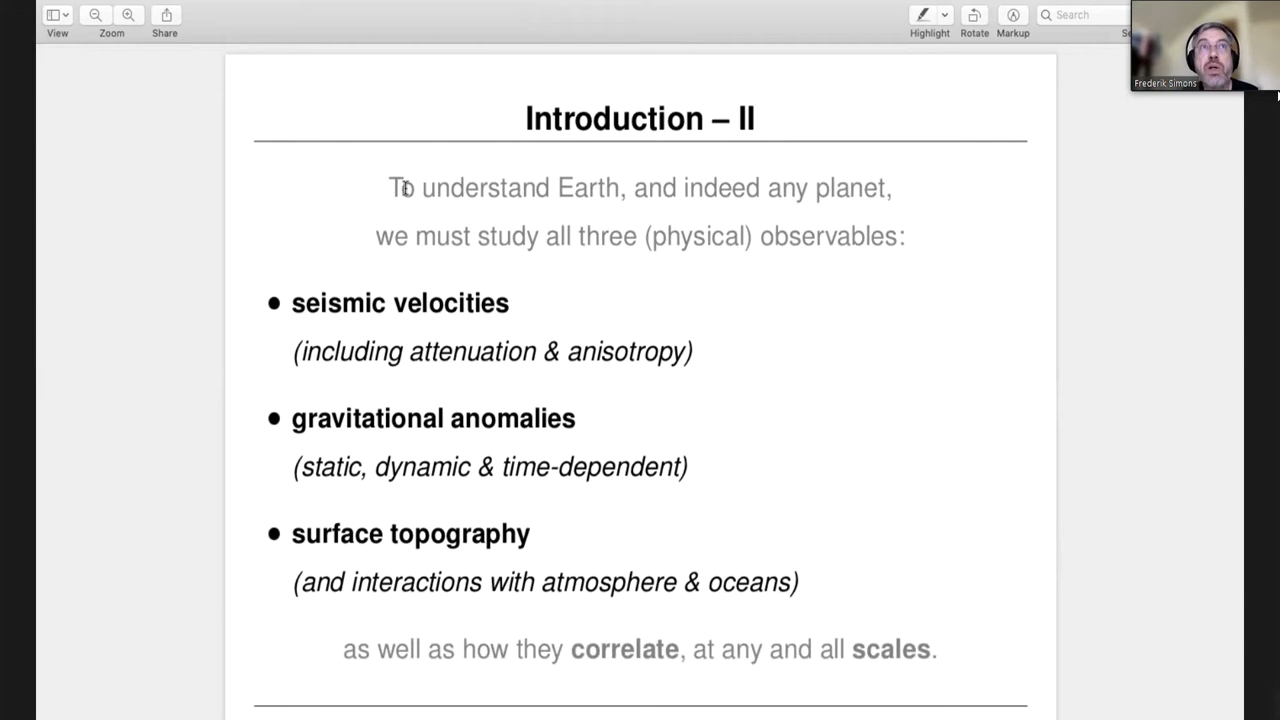 View
Zoom
Share
Highlight
Rotate
Markup
Search
Frederik Simons
Introduction – II
To understand Earth, and indeed any planet,
we must study all three (physical) observables:
• seismic velocities
(including attenuation & anisotropy)
• gravitational anomalies
(static, dynamic & time-dependent)
• surface topography
(and interactions with atmosphere & oceans)
as well as how they correlate, at any and all scales.